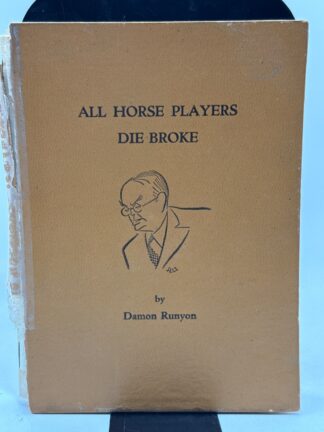 ALL HORSE PLAYERS
DIE BROKE
by
Damon Runyon